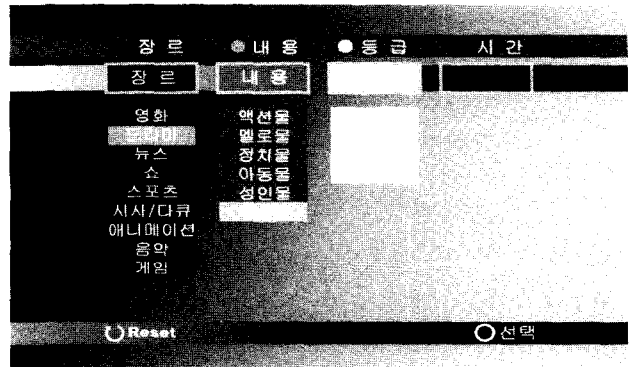 장르 내용 등급 시간
장르 내용
영화 액션물
드라마 멜로물
뉴스 정치물
쇼 아동물
스포츠 성인물
시사/다큐
애니메이션
음악
게임
Reset 선택